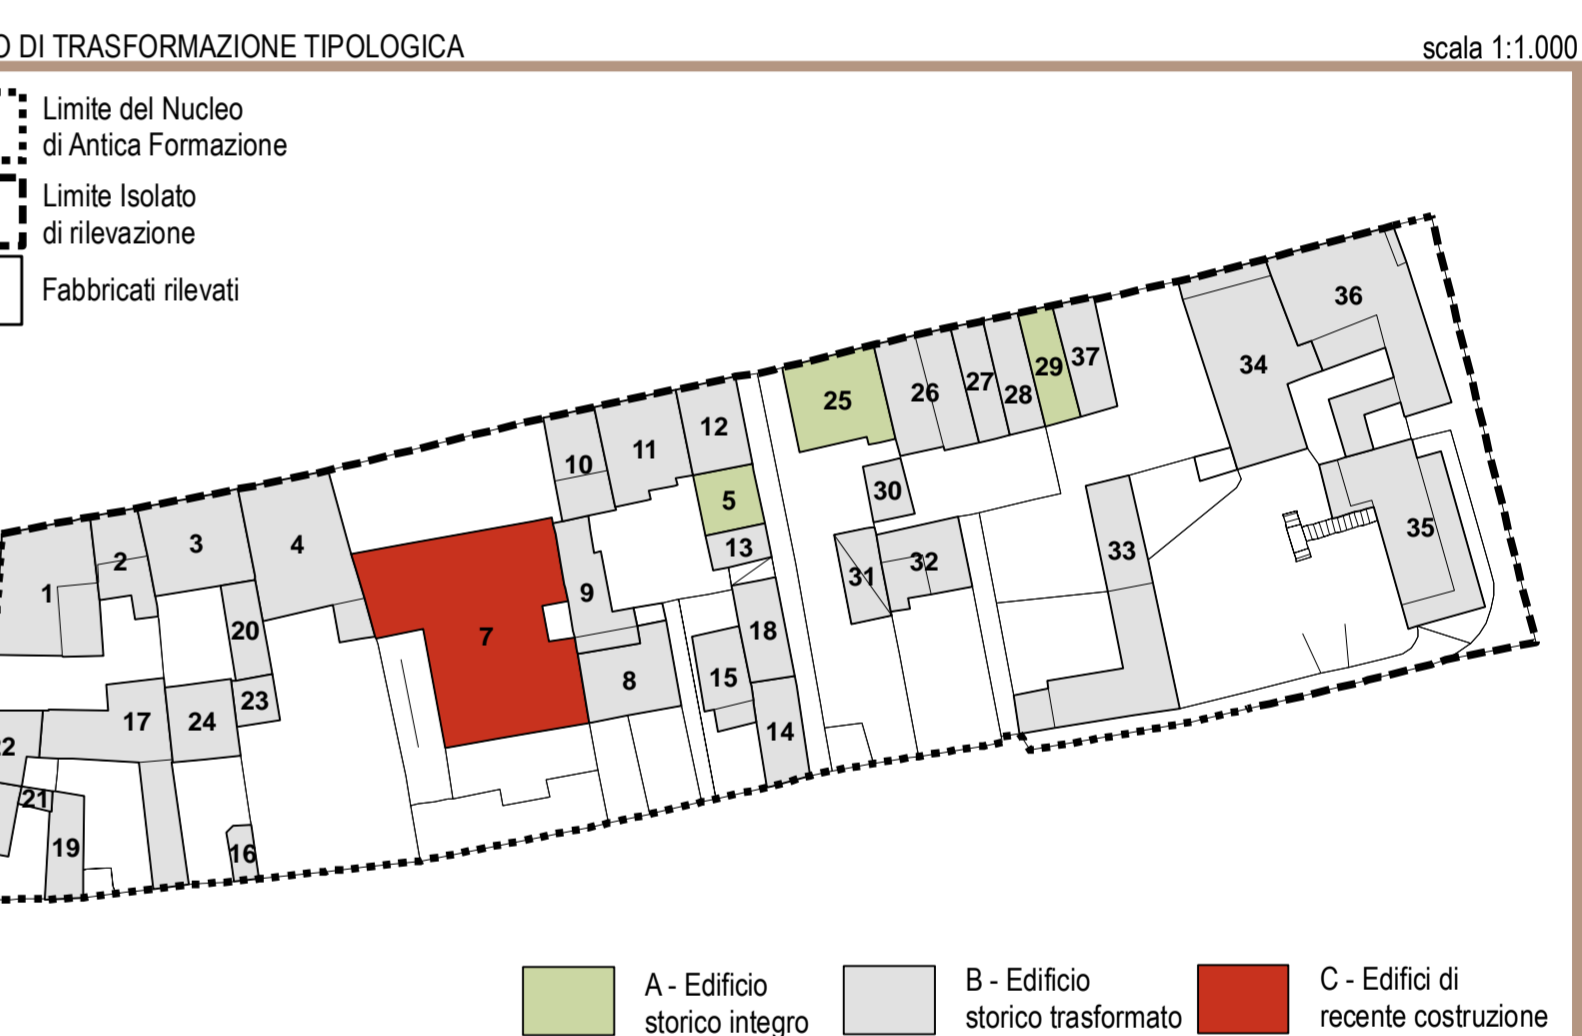 DI TRASFORMAZIONE TIPOLOGICA
scala 1:1.000
Limite del Nucleo
di Antica Formazione
Limite Isolato
di rilevazione
Fabbricati rilevati
36
34
37
29
28
27
26
25
12
11
10
5
30
35
3
4
2
1
13
33
32
31
9
7
20
18
15
8
23
17
24
14
21
19
16
A - Edificio
storico integro
B - Edificio
storico trasformato
C - Edifici di
recente costruzione